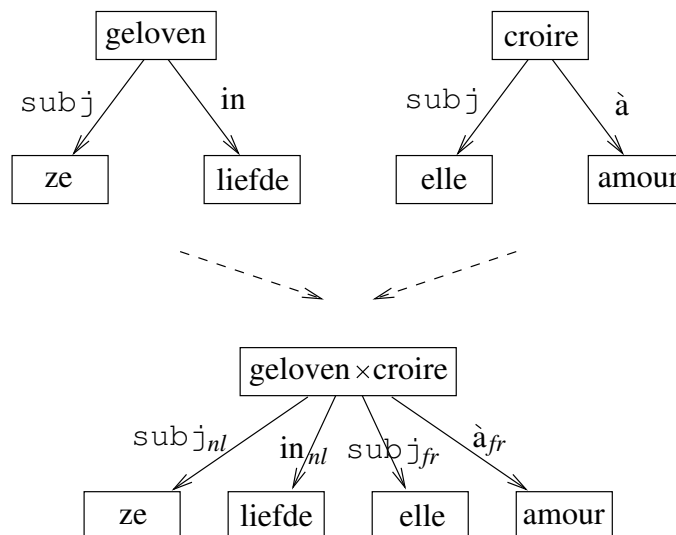 geloven croire
subj in subj à
ze liefde elle amour
geloven×croire
subj_nl in_nl subj_fr à_fr
ze liefde elle amour